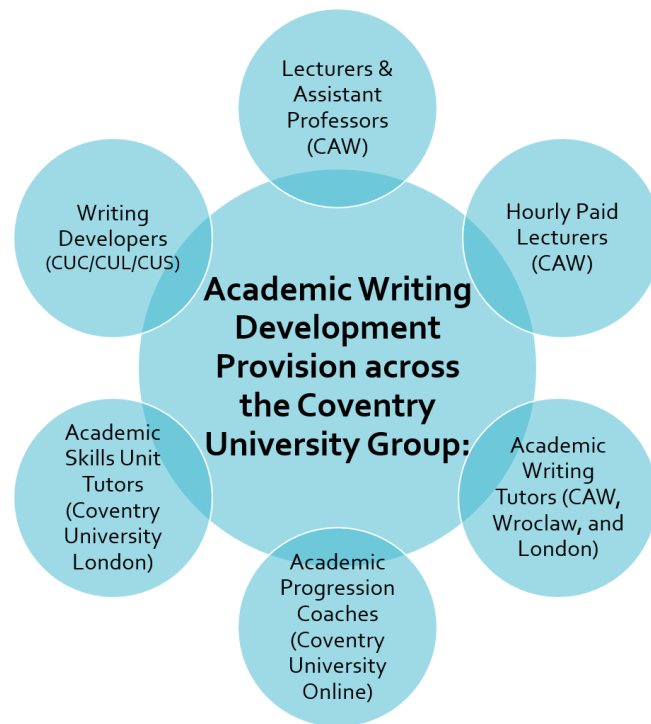 Lecturers &
Assistant
Professors
(CAW)
Hourly Paid
Lecturers
(CAW)
Academic
Writing
Tutors (CAW,
Wroclaw, and
London)
Academic
Progression
Coaches
(Coventry
University
Online)
Academic
Skills Unit
Tutors
(Coventry
University
London)
Writing
Developers
(CUC/CUL/CUS)
Academic Writing
Development
Provision across
the Coventry
University Group: